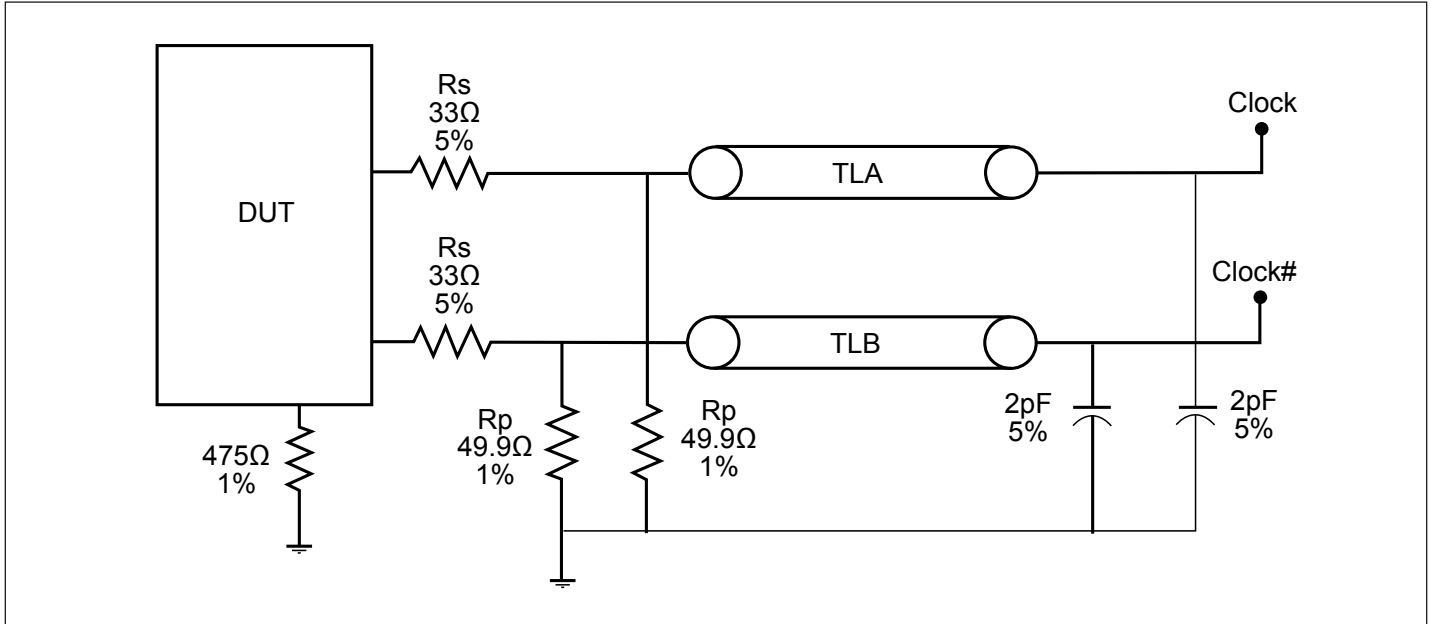 Rs
33Ω
5%
Clock
TLA
DUT
Rs
33Ω
5%
Clock#
TLB
475Ω
1%
Rp
49.9Ω
1%
Rp
49.9Ω
1%
2pF
5%
2pF
5%